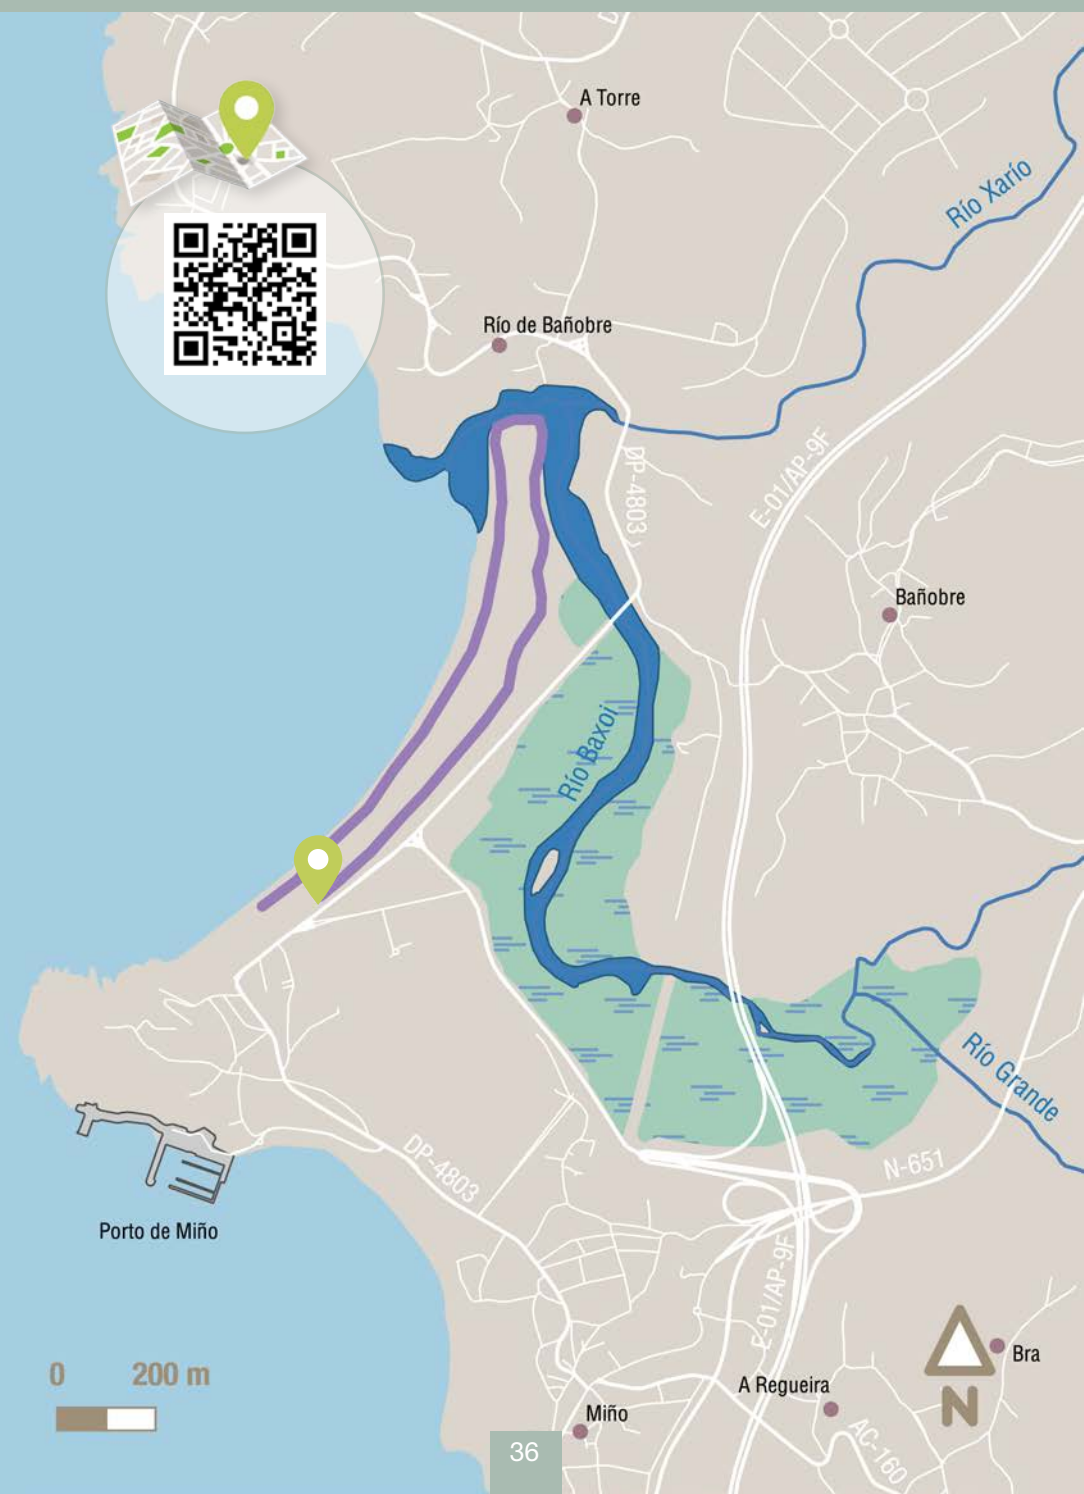 A Torre
Río Xarío
Río de Bañobre
DP-4803
E-01/AP-9F
Bañobre
Río Baxoi
Río Grande
DP-4803
N-651
Porto de Miño
E-01/AP-9F
0 200 m
Bra
A Regueira
N
Miño
AC-160
36